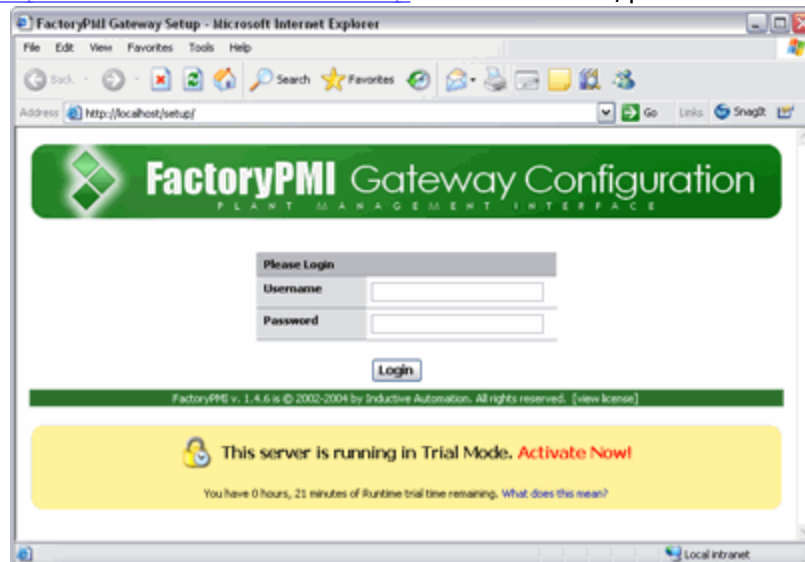 FactoryPMI Gateway Setup - Microsoft Internet Explorer
File Edit View Favorites Tools Help
Back Search Favorites
Address http://localhost/setup/ Go Links SnagIt
FactoryPMI Gateway Configuration
PLANT MANAGEMENT INTERFACE
Please Login
Username
Password
Login
FactoryPMI v. 1.4.6 is © 2002-2004 by Inductive Automation. All rights reserved. [view license]
This server is running in Trial Mode. Activate Now!
You have 0 hours, 21 minutes of Runtime trial time remaining. What does this mean?
Local intranet